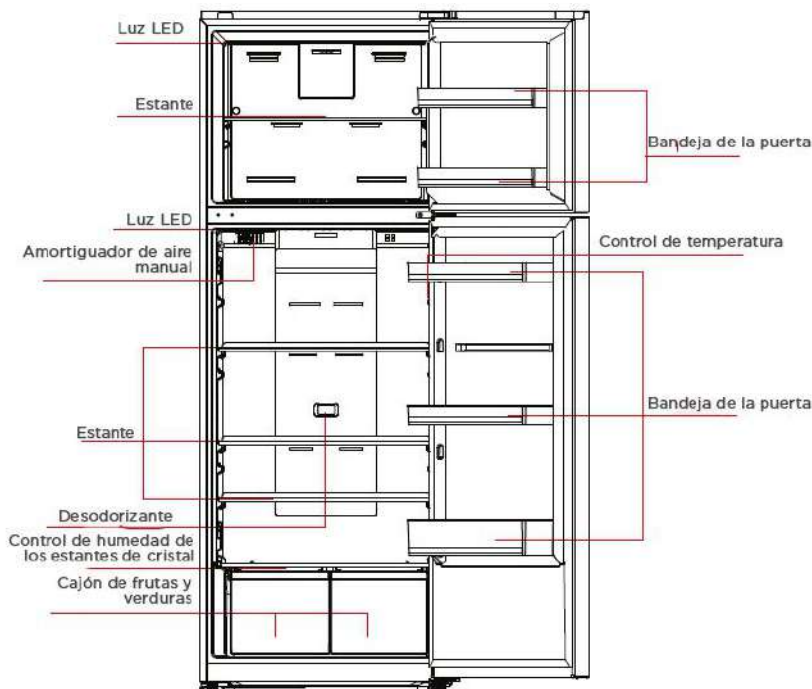 Luz LED
Estante
Bandeja de la puerta
Luz LED
Control de temperatura
Amortiguador de aire
manual
Bandeja de la puerta
Estante
Desodorizante
Control de humedad de
los estantes de cristal
Cajón de frutas y
verduras